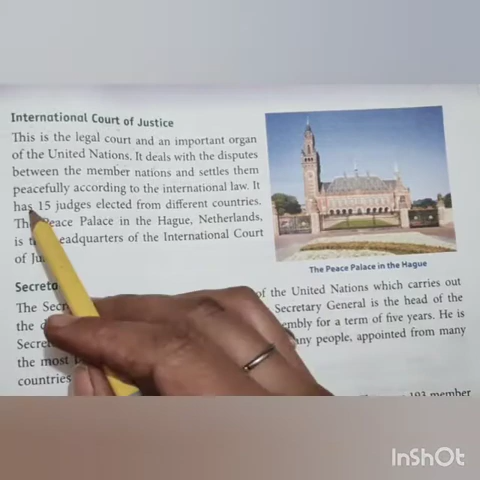 International Court of Justice
This is the legal court and an important organ
of the United Nations. It deals with the disputes
between the member nations and settles them
peacefully according to the international law. It
has 15 judges elected from different countries.
The Peace Palace in the Hague, Netherlands,
is headquarters of the International Court
of
The Peace Palace in the Hague
of the United Nations which carries out
The Secretary General is the head of the
the for a term of five years. He is
people, appointed from many
the most
countries 193 member
InShOt